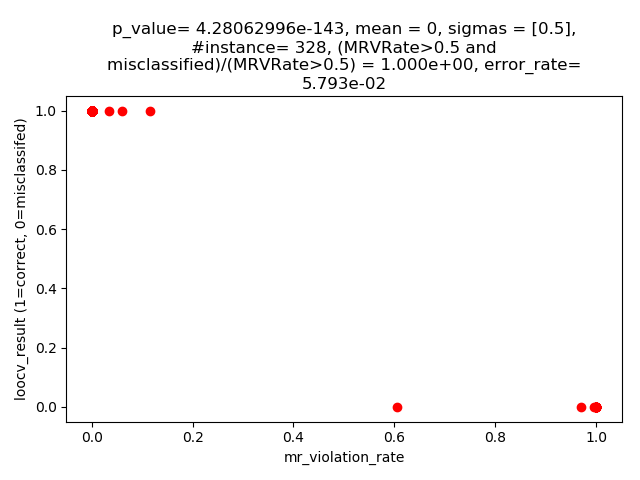 p_value= 4.28062996e-143, mean = 0, sigmas = [0.5],
#instance= 328, (MRVRate>0.5 and
misclassified)/(MRVRate>0.5) = 1.000e+00, error_rate=
5.793e-02
loocv_result (1=correct, 0=misclassifed)
1.0
0.8
0.6
0.4
0.2
0.0
0.0 0.2 0.4 0.6 0.8 1.0
mr_violation_rate